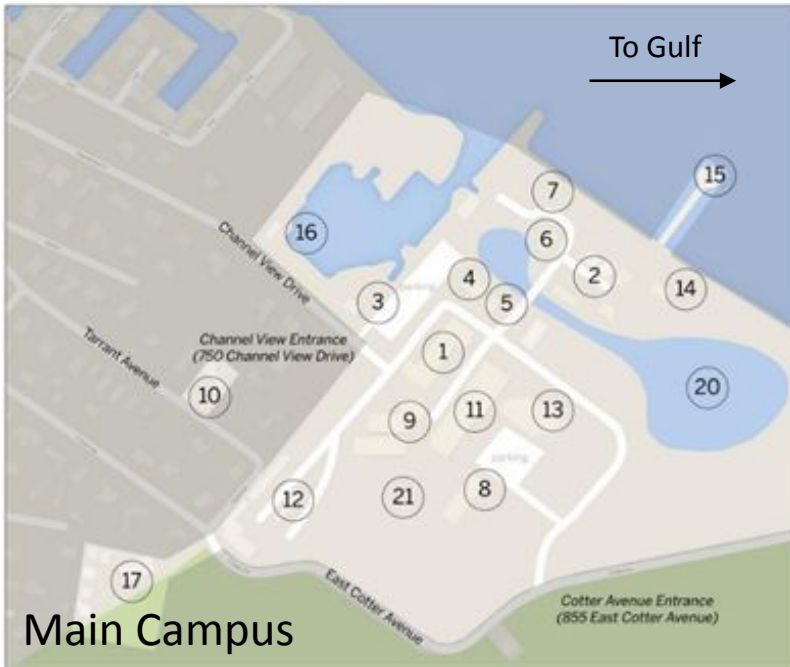 To Gulf
15
7
16
6
2
14
4
3
5
Channel View Drive
Channel View Entrance
(750 Channel View Drive)
1
Tarrant Avenue
20
10
11
13
9
parking
12
21
8
17
East Cotter Avenue
Cotter Avenue Entrance
(855 East Cotter Avenue)
Main Campus